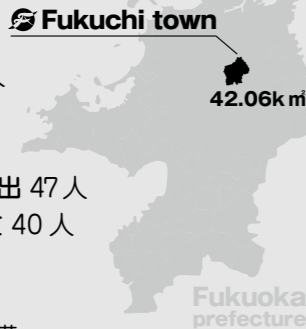 Fukuchi town
42.06k㎡
出 47人
40人
Fukuoka
prefecture